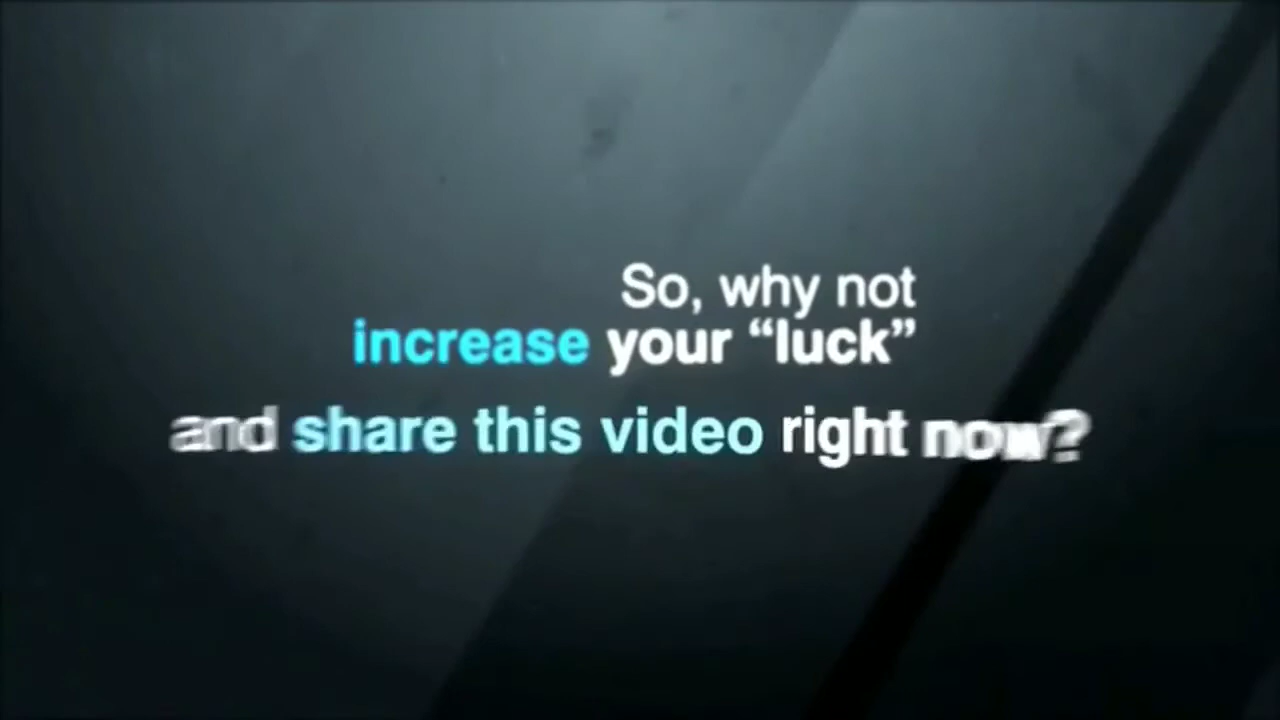 So, why not
increase your “luck”
and share this video right now?